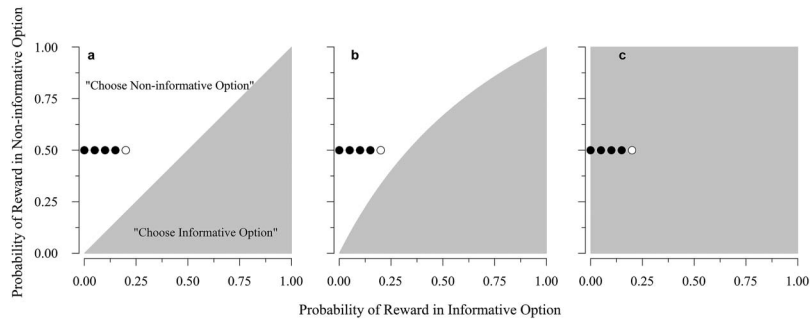 Probability of Reward in Non-informative Option
1.00
0.75
0.50
0.25
0.00
a
"Choose Non-informative Option"
"Choose Informative Option"
b
c
0.00 0.25 0.50 0.75 1.00
0.00 0.25 0.50 0.75 1.00
0.00 0.25 0.50 0.75 1.00
Probability of Reward in Informative Option